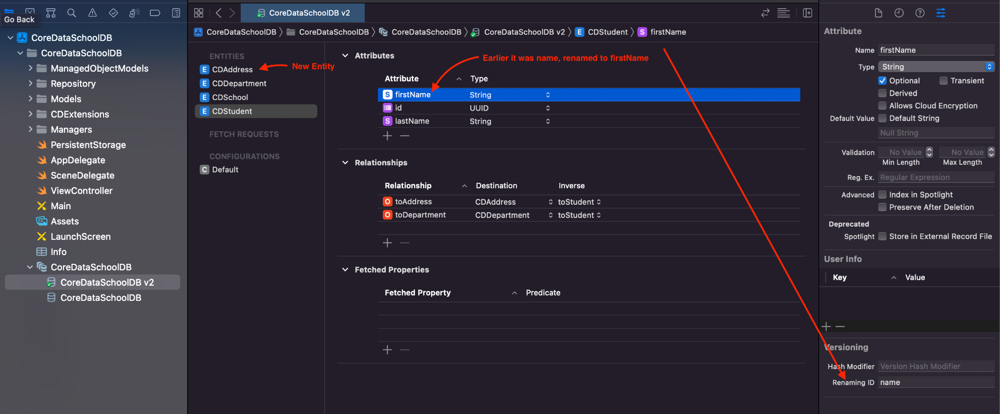 Go Back
CoreDataSchoolDB
CoreDataSchoolDB
ManagedObjectModels
Repository
Models
CDExtensions
Managers
PersistentStorage
AppDelegate
SceneDelegate
ViewController
Main
Assets
LaunchScreen
Info
CoreDataSchoolDB
CoreDataSchoolDB v2
CoreDataSchoolDB
CoreDataSchoolDB v2
CoreDataSchoolDB CoreDataSchoolDB CoreDataSchoolDB CoreDataSchoolDB v2 E CDStudent S firstName
ENTITIES
E CDAddress
New Entity
E CDDepartment
E CDSchool
E CDStudent
FETCH REQUESTS
CONFIGURATIONS
C Default
Attributes
Earlier it was name, renamed to firstName
Attribute Type
S firstName String
id UUID
S lastName String
Relationships
Relationship Destination Inverse
O toAddress CDAddress toStudent
O toDepartment CDDepartment toStudent
Fetched Properties
Fetched Property Predicate
Attribute
Name firstName
Type String
Optional Transient
Derived
Allows Cloud Encryption
Default Value Default String
Null String
Validation No Value No Value
Min Length Max Length
Reg. Ex. Regular Expression
Advanced Index in Spotlight
Preserve After Deletion
Deprecated
Spotlight Store in External Record File
User Info
Key Value
Versioning
Hash Modifier Version Hash Modifier
Renaming ID name